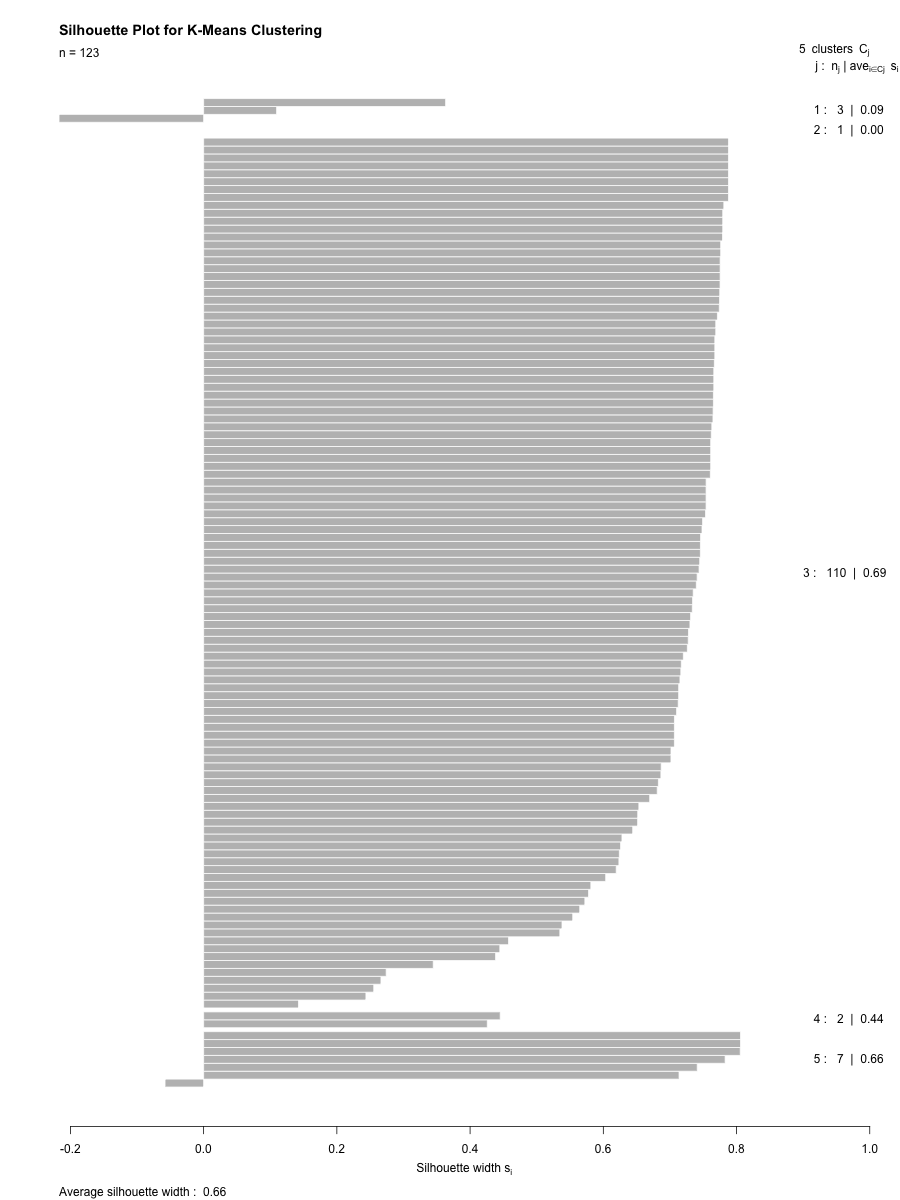 Silhouette Plot for K-Means Clustering
n = 123
5 clusters Cj
j : nj | avei∈Cj si
1 : 3 | 0.09
2 : 1 | 0.00
3 : 110 | 0.69
4 : 2 | 0.44
5 : 7 | 0.66
-0.2 0.0 0.2 0.4 0.6 0.8 1.0
Silhouette width si
Average silhouette width : 0.66